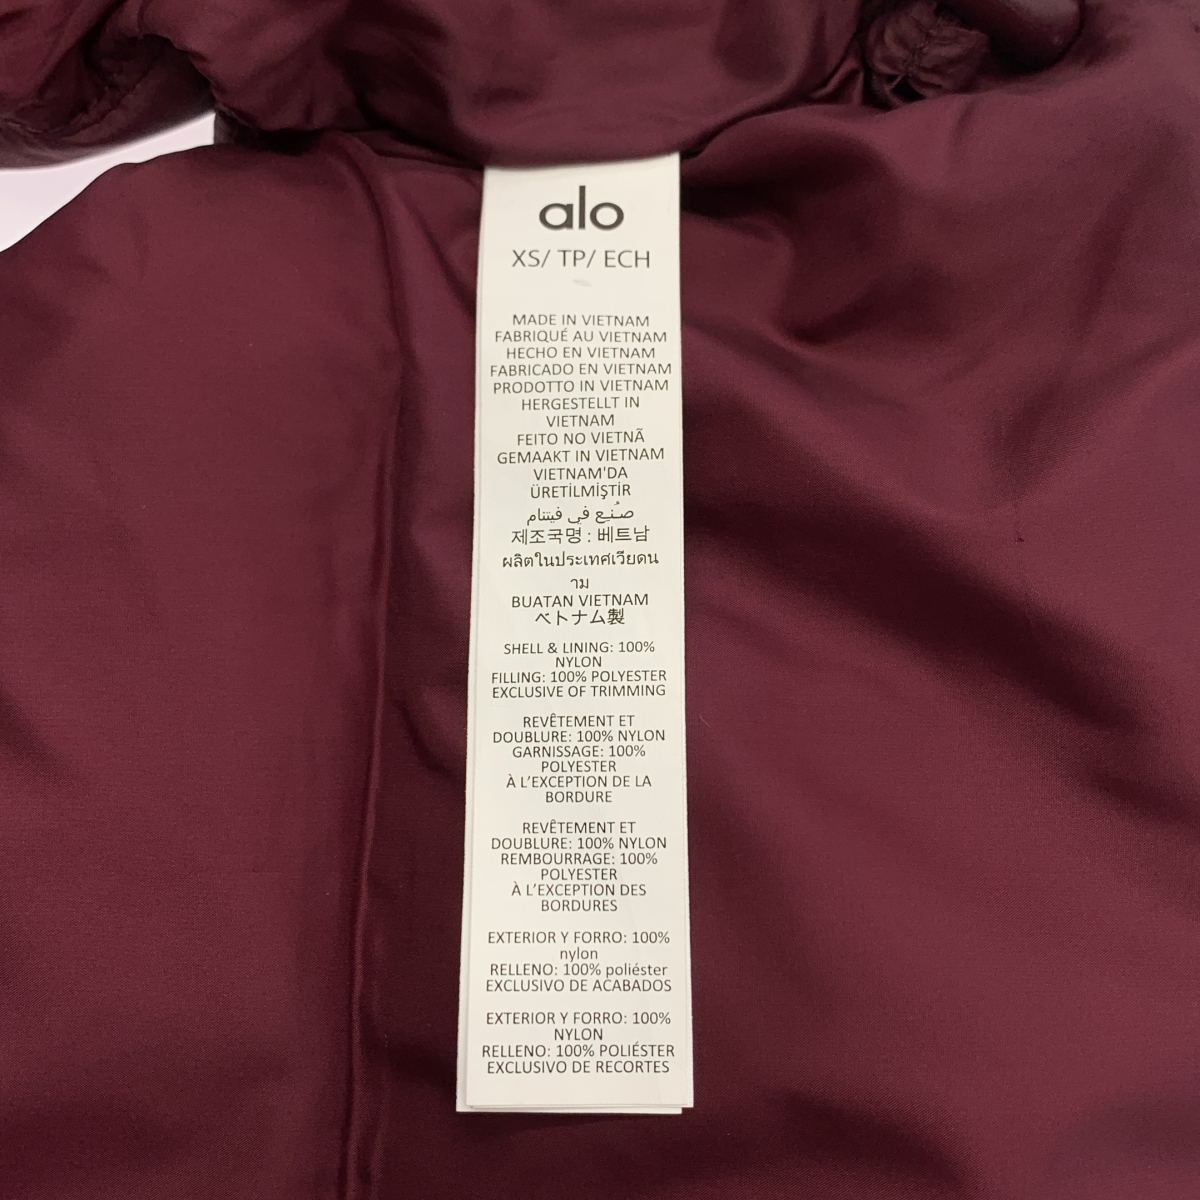 alo
XS/ TP/ ECH
MADE IN VIETNAM
FABRIQUÉ AU VIETNAM
HECHO EN VIETNAM
FABRICADO EN VIETNAM
PRODOTTO IN VIETNAM
HERGESTELLT IN
VIETNAM
FEITO NO VIETNÃ
GEMAAKT IN VIETNAM
VIETNAM'DA
ÜRETİLMİŞTİR
صُنِع في فيتنام
제조국명 : 베트남
ผลิตในประเทศเวียดน
าม
BUATAN VIETNAM
ベトナム製
SHELL & LINING: 100%
NYLON
FILLING: 100% POLYESTER
EXCLUSIVE OF TRIMMING
REVÊTEMENT ET
DOUBLURE: 100% NYLON
GARNISSAGE: 100%
POLYESTER
À L’EXCEPTION DE LA
BORDURE
REVÊTEMENT ET
DOUBLURE: 100% NYLON
REMBOURRAGE: 100%
POLYESTER
À L’EXCEPTION DES
BORDURES
EXTERIOR Y FORRO: 100%
nylon
RELLENO: 100% poliéster
EXCLUSIVO DE ACABADOS
EXTERIOR Y FORRO: 100%
NYLON
RELLENO: 100% POLIÉSTER
EXCLUSIVO DE RECORTES